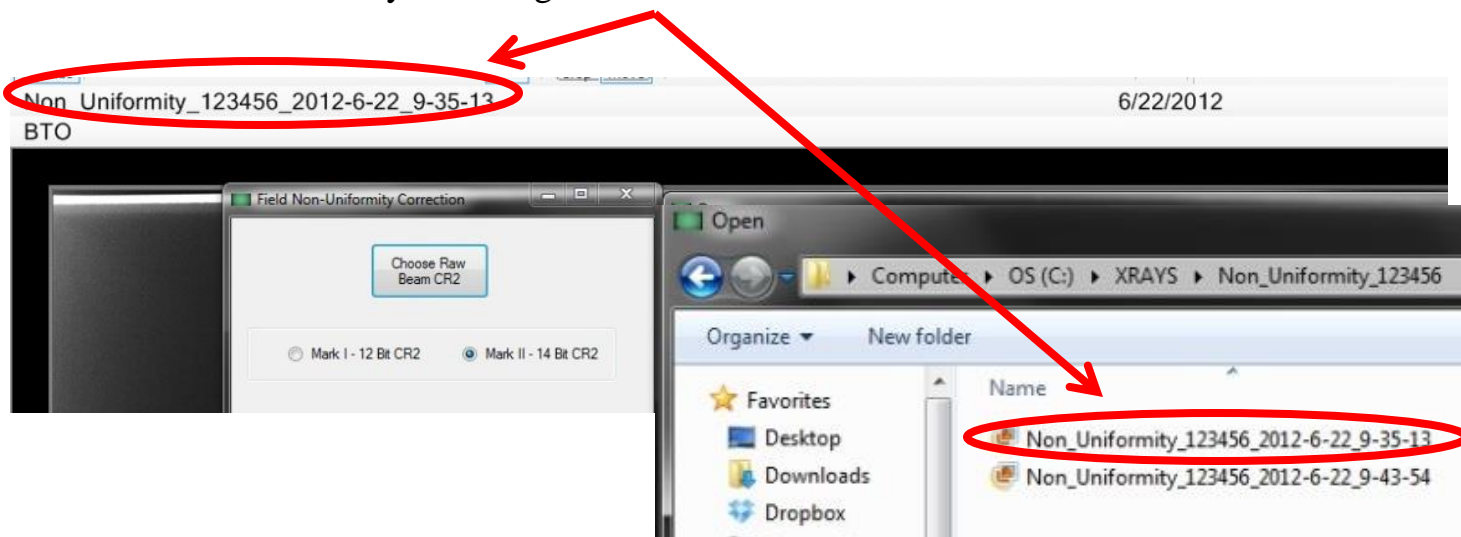 Non_Uniformity_123456_2012-6-22_9-35-13 6/22/2012
BTO
Field Non-Uniformity Correction
Choose Raw
Beam CR2
Mark I - 12 Bit CR2 Mark II - 14 Bit CR2
Open
Computer ▸ OS (C:) ▸ XRAYS ▸ Non_Uniformity_123456
Organize ▾ New folder
Name
Favorites
Desktop
Downloads
Dropbox
Non_Uniformity_123456_2012-6-22_9-35-13
Non_Uniformity_123456_2012-6-22_9-43-54